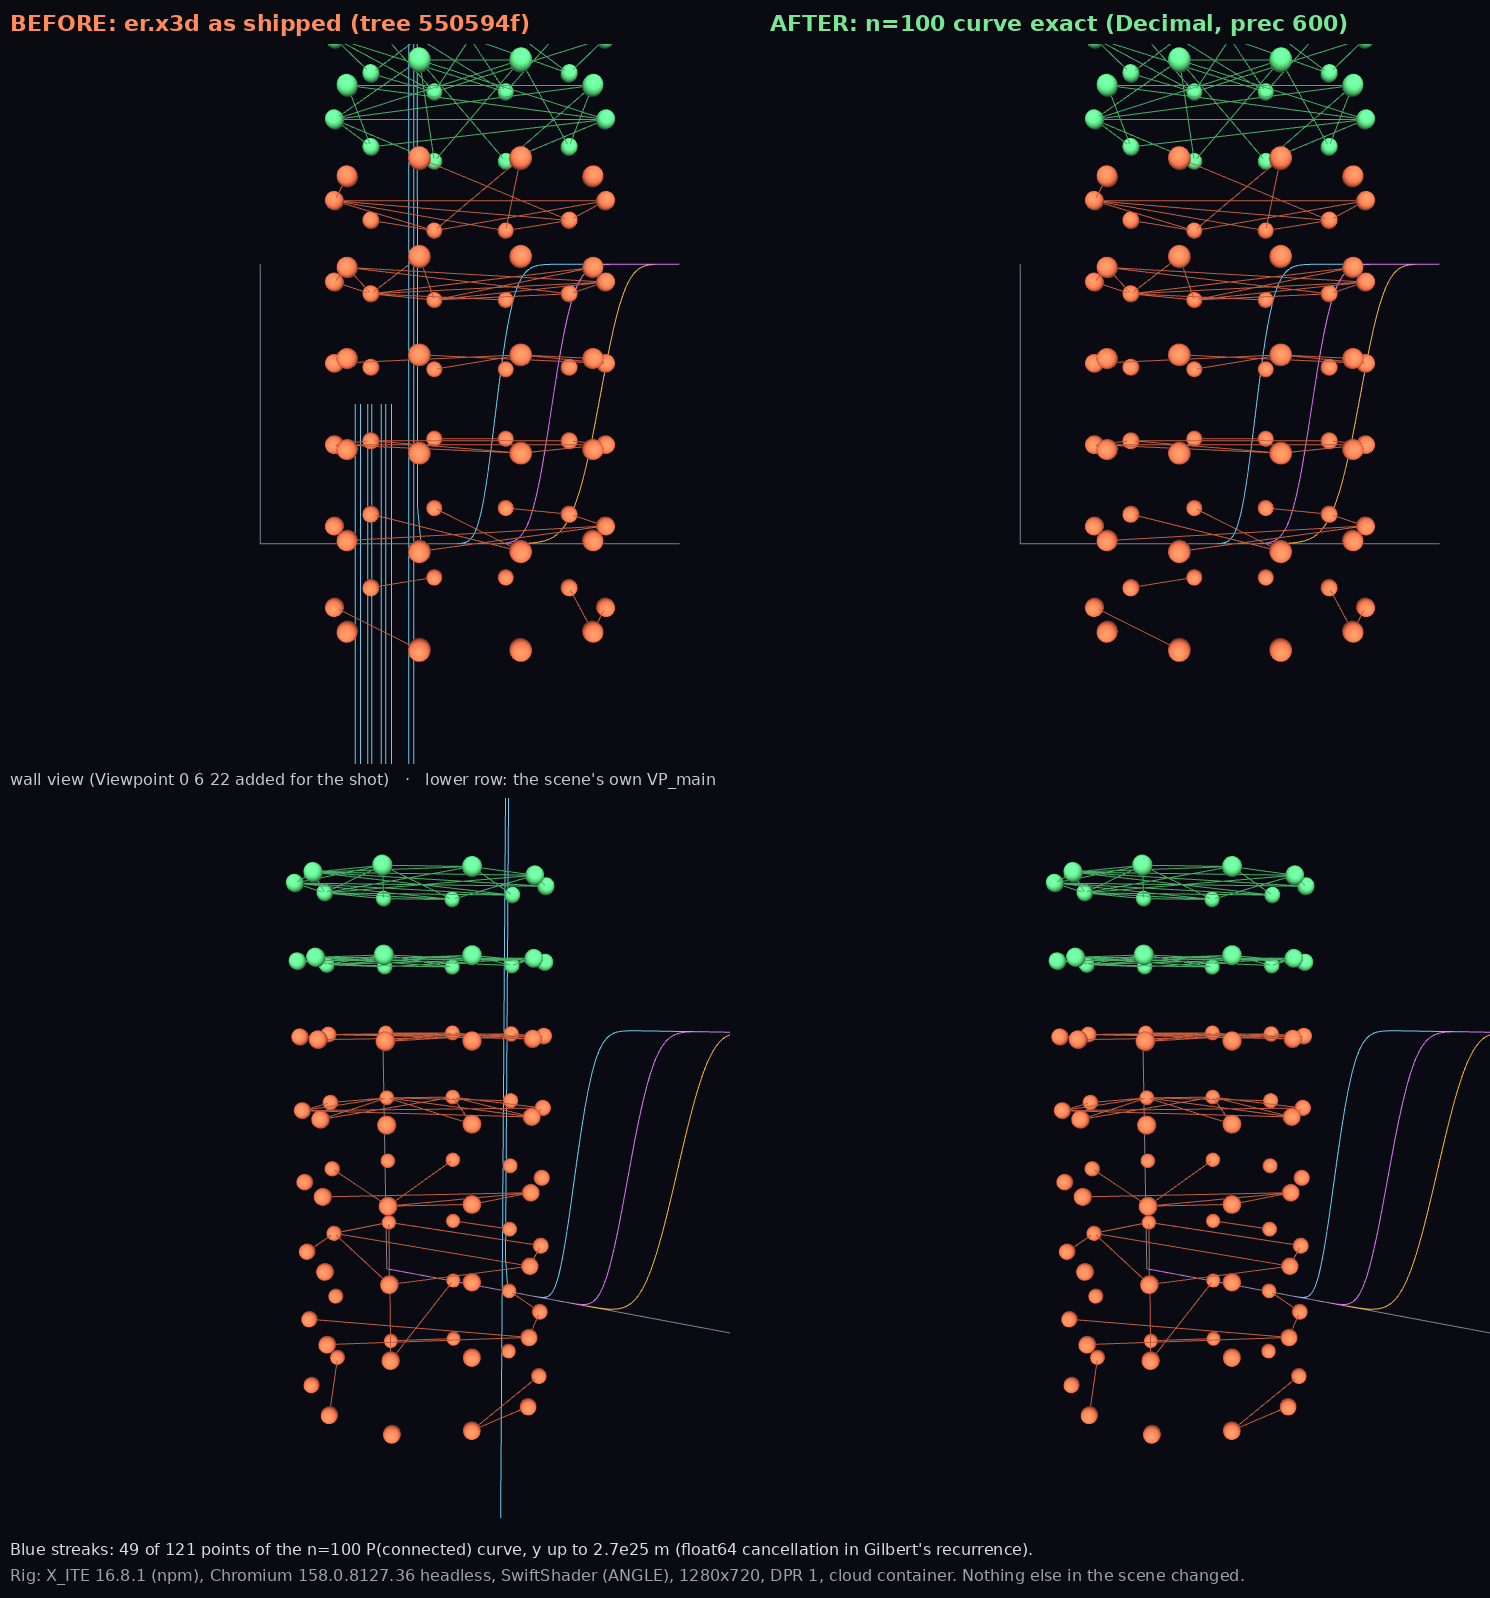 BEFORE: er.x3d as shipped (tree 550594f)
AFTER: n=100 curve exact (Decimal, prec 600)
wall view (Viewpoint 0 6 22 added for the shot)   ·   lower row: the scene's own VP_main
Blue streaks: 49 of 121 points of the n=100 P(connected) curve, y up to 2.7e25 m (float64 cancellation in Gilbert's recurrence).
Rig: X_ITE 16.8.1 (npm), Chromium 158.0.8127.36 headless, SwiftShader (ANGLE), 1280x720, DPR 1, cloud container. Nothing else in the scene changed.